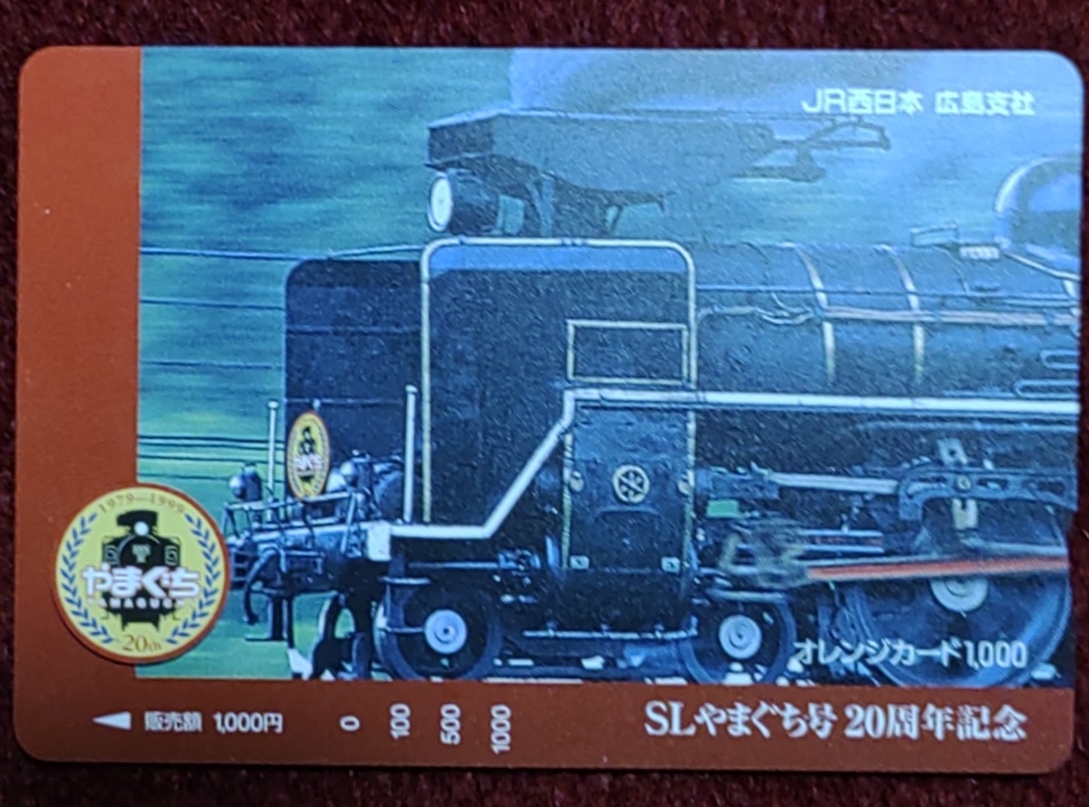 JR西日本 広島支社
1979—1999
やまぐち
20th
オレンジカード1,000
販売額 1,000円
0
100
500
1000
SLやまぐち号 20周年記念